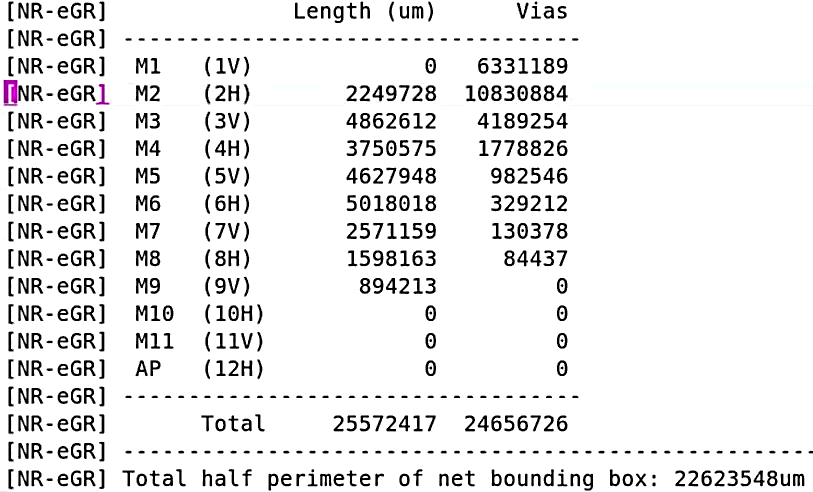 [NR-eGR]              Length (um)      Vias
[NR-eGR] -----------------------------------
[NR-eGR]  M1   (1V)             0   6331189
[NR-eGR]  M2   (2H)       2249728  10830884
[NR-eGR]  M3   (3V)       4862612   4189254
[NR-eGR]  M4   (4H)       3750575   1778826
[NR-eGR]  M5   (5V)       4627948    982546
[NR-eGR]  M6   (6H)       5018018    329212
[NR-eGR]  M7   (7V)       2571159    130378
[NR-eGR]  M8   (8H)       1598163     84437
[NR-eGR]  M9   (9V)        894213         0
[NR-eGR]  M10  (10H)            0         0
[NR-eGR]  M11  (11V)            0         0
[NR-eGR]  AP   (12H)            0         0
[NR-eGR] -----------------------------------
[NR-eGR]       Total     25572417  24656726
[NR-eGR] -----------------------------------------------------
[NR-eGR] Total half perimeter of net bounding box: 22623548um